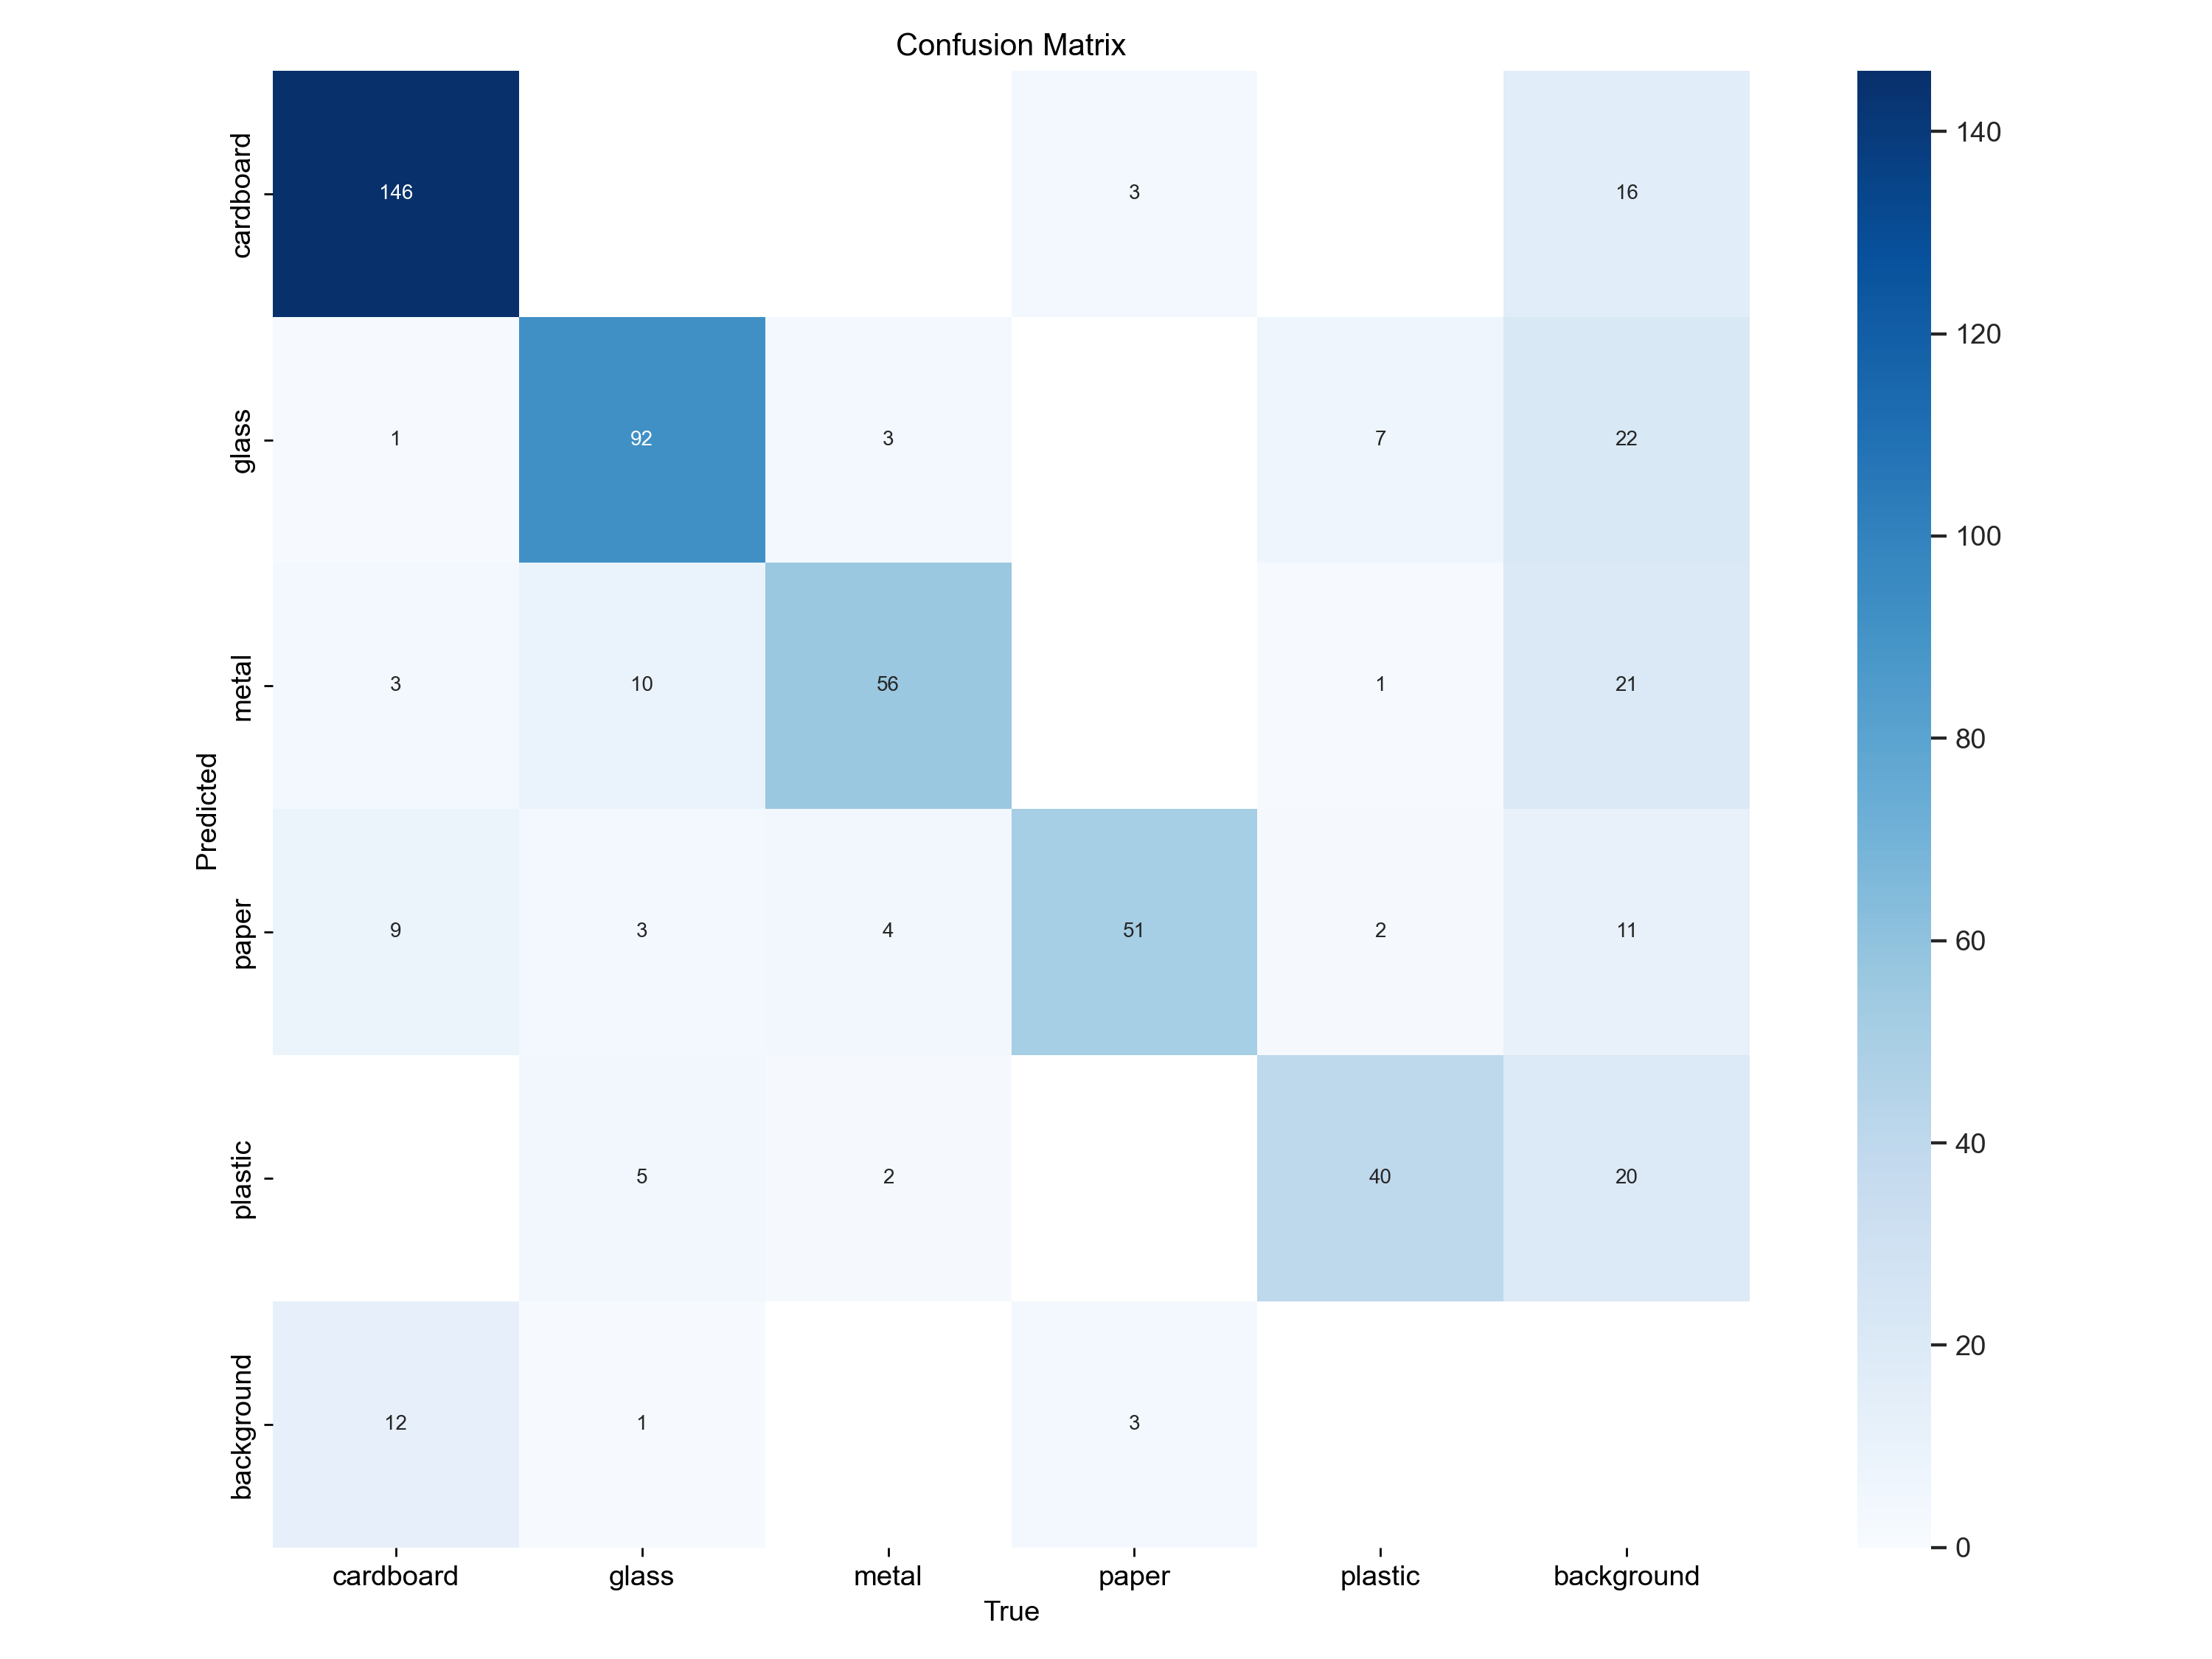 Confusion Matrix
cardboard 146 3 16
glass 1 92 3 7 22
metal 3 10 56 1 21
paper 9 3 4 51 2 11
plastic 5 2 40 20
background 12 1 3
cardboard glass metal paper plastic background
True
Predicted
140
120
100
80
60
40
20
0